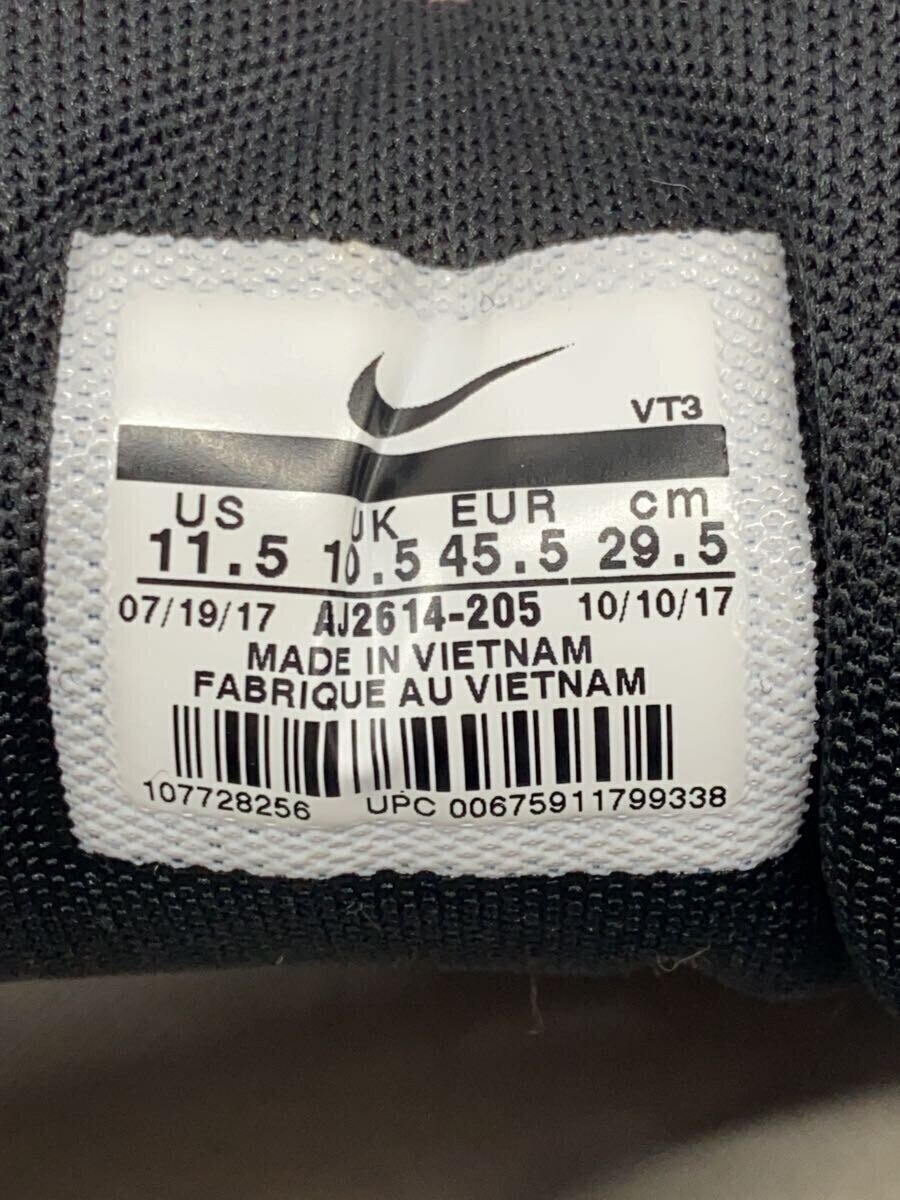 VT3
US UK EUR cm
11.5 10.5 45.5 29.5
07/19/17 AJ2614-205 10/10/17
MADE IN VIETNAM
FABRIQUE AU VIETNAM
107728256 UPC 00675911799338